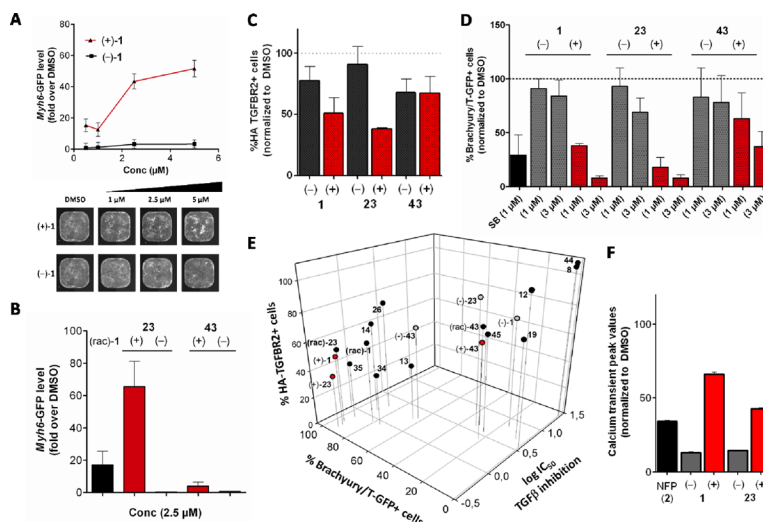 A
Myh6-GFP level
(fold over DMSO)
80
60
40
20
0
(+)-1
(−)-1
0 2 4 6
Conc (μM)
DMSO 1 μM 2.5 μM 5 μM
(+)-1
(−)-1
B
23 43
(rac)-1 (+) (−) (+) (−)
Myh6-GFP level
(fold over DMSO)
100
80
60
40
20
0
Conc (2.5 μM)
C
%HA TGFBR2+ cells
(normalized to DMSO)
100
50
0
(−) (+) (−) (+) (−) (+)
1 23 43
D
1 23 43
(−) (+) (−) (+) (−) (+)
% Brachyury/T-GFP+ cells
(normalized to DMSO)
150
100
50
0
SB (1 μM) (1 μM) (3 μM) (1 μM) (3 μM) (1 μM) (3 μM) (1 μM) (3 μM) (1 μM) (3 μM) (1 μM) (3 μM)
E
% HA-TGFBR2+ cells
100
80
60
40
20
0
44
8
12
(−)-23
(−)-1
26
14
(−)-43
(rac)-43
45
19
(rac)-23
(rac)-1
(+)-1
(+)-43
35
34
13
(+)-23
100 80 60 40 20 0
% Brachyury/T-GFP+ cells
-0,5 0,0 0,5 1,0 1,5
log IC50
TGFβ inhibition
F
Calcium transient peak values
(normalized to DMSO)
100
80
60
40
20
0
NFP (−) (+) (−) (+
(2) 1 23